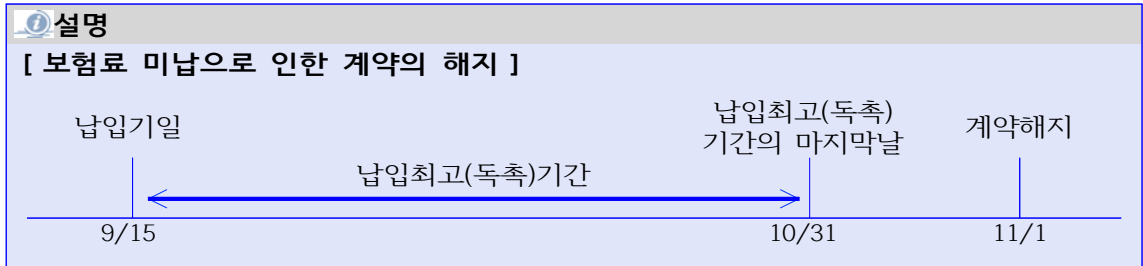 설명
[ 보험료 미납으로 인한 계약의 해지 ]
납입기일
납입최고(독촉)
기간의 마지막날
계약해지
납입최고(독촉)기간
9/15
10/31
11/1